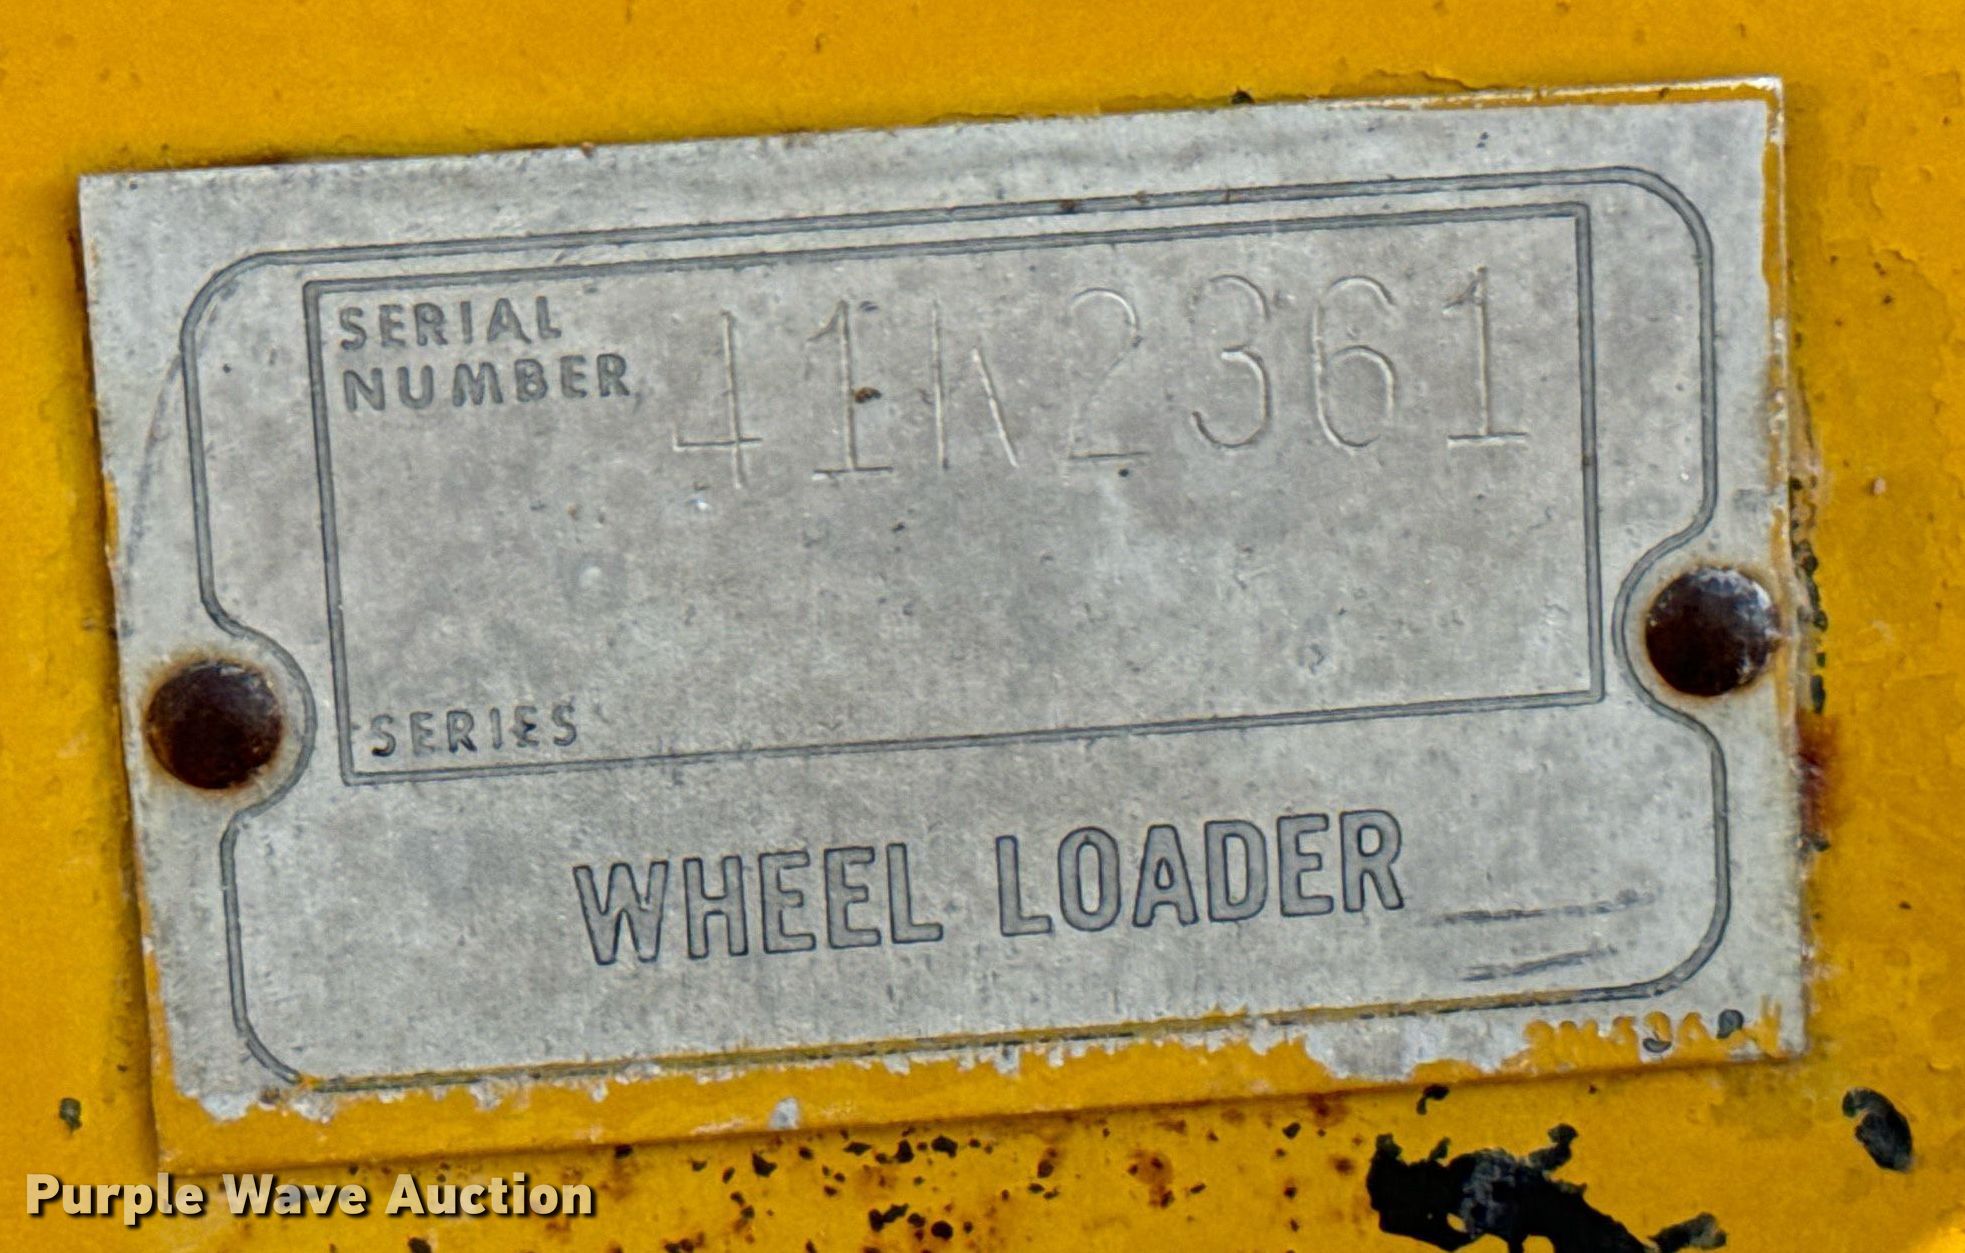 SERIAL
NUMBER 41K2361
SERIES
WHEEL LOADER
Purple Wave Auction